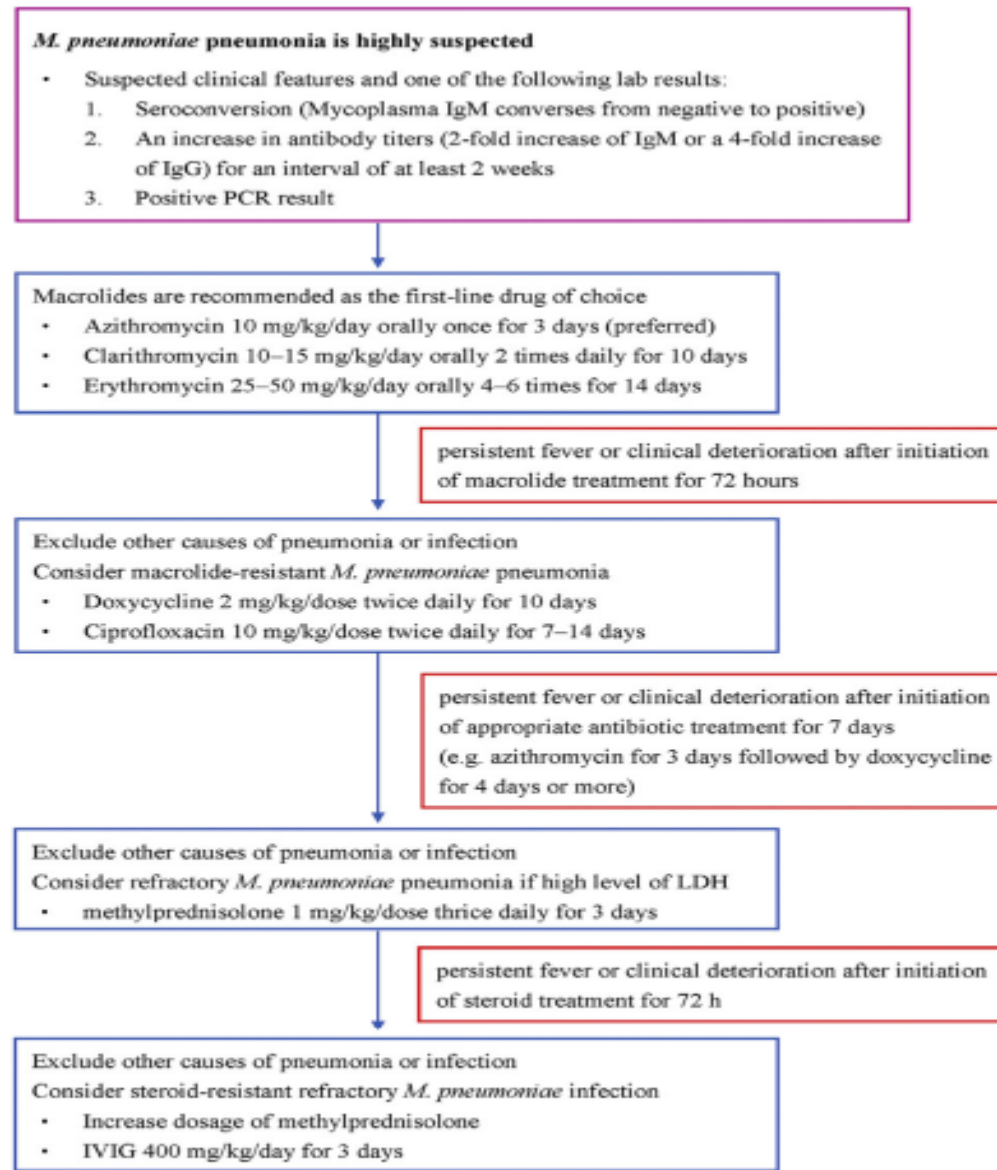 M. pneumoniae pneumonia is highly suspected
• Suspected clinical features and one of the following lab results:
1. Seroconversion (Mycoplasma IgM converses from negative to positive)
2. An increase in antibody titers (2-fold increase of IgM or a 4-fold increase
of IgG) for an interval of at least 2 weeks
3. Positive PCR result
Macrolides are recommended as the first-line drug of choice
• Azithromycin 10 mg/kg/day orally once for 3 days (preferred)
• Clarithromycin 10–15 mg/kg/day orally 2 times daily for 10 days
• Erythromycin 25–50 mg/kg/day orally 4–6 times for 14 days
persistent fever or clinical deterioration after initiation
of macrolide treatment for 72 hours
Exclude other causes of pneumonia or infection
Consider macrolide-resistant M. pneumoniae pneumonia
• Doxycycline 2 mg/kg/dose twice daily for 10 days
• Ciprofloxacin 10 mg/kg/dose twice daily for 7–14 days
persistent fever or clinical deterioration after initiation
of appropriate antibiotic treatment for 7 days
(e.g. azithromycin for 3 days followed by doxycycline
for 4 days or more)
Exclude other causes of pneumonia or infection
Consider refractory M. pneumoniae pneumonia if high level of LDH
• methylprednisolone 1 mg/kg/dose thrice daily for 3 days
persistent fever or clinical deterioration after initiation
of steroid treatment for 72 h
Exclude other causes of pneumonia or infection
Consider steroid-resistant refractory M. pneumoniae infection
• Increase dosage of methylprednisolone
• IVIG 400 mg/kg/day for 3 days